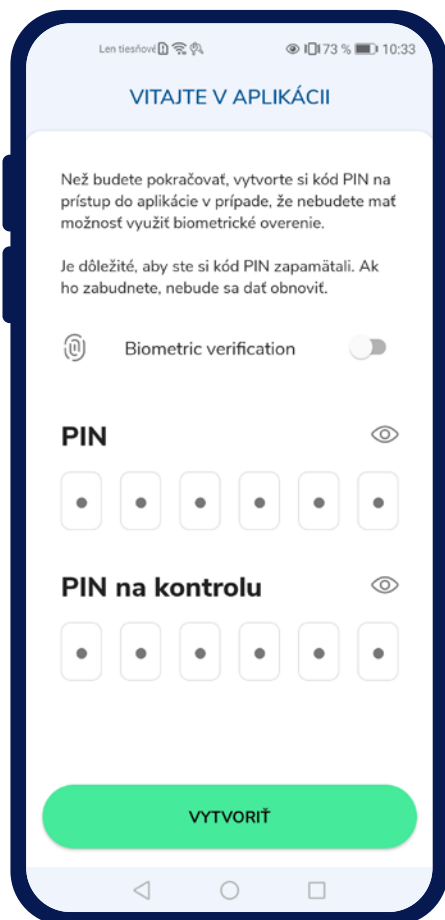 Len tiesňové 73 % 10:33
VITAJTE V APLIKÁCII
Než budete pokračovať, vytvorte si kód PIN na
prístup do aplikácie v prípade, že nebudete mať
možnosť využiť biometrické overenie.
Je dôležité, aby ste si kód PIN zapamätali. Ak
ho zabudnete, nebude sa dať obnoviť.
Biometric verification
PIN
PIN na kontrolu
VYTVORIŤ